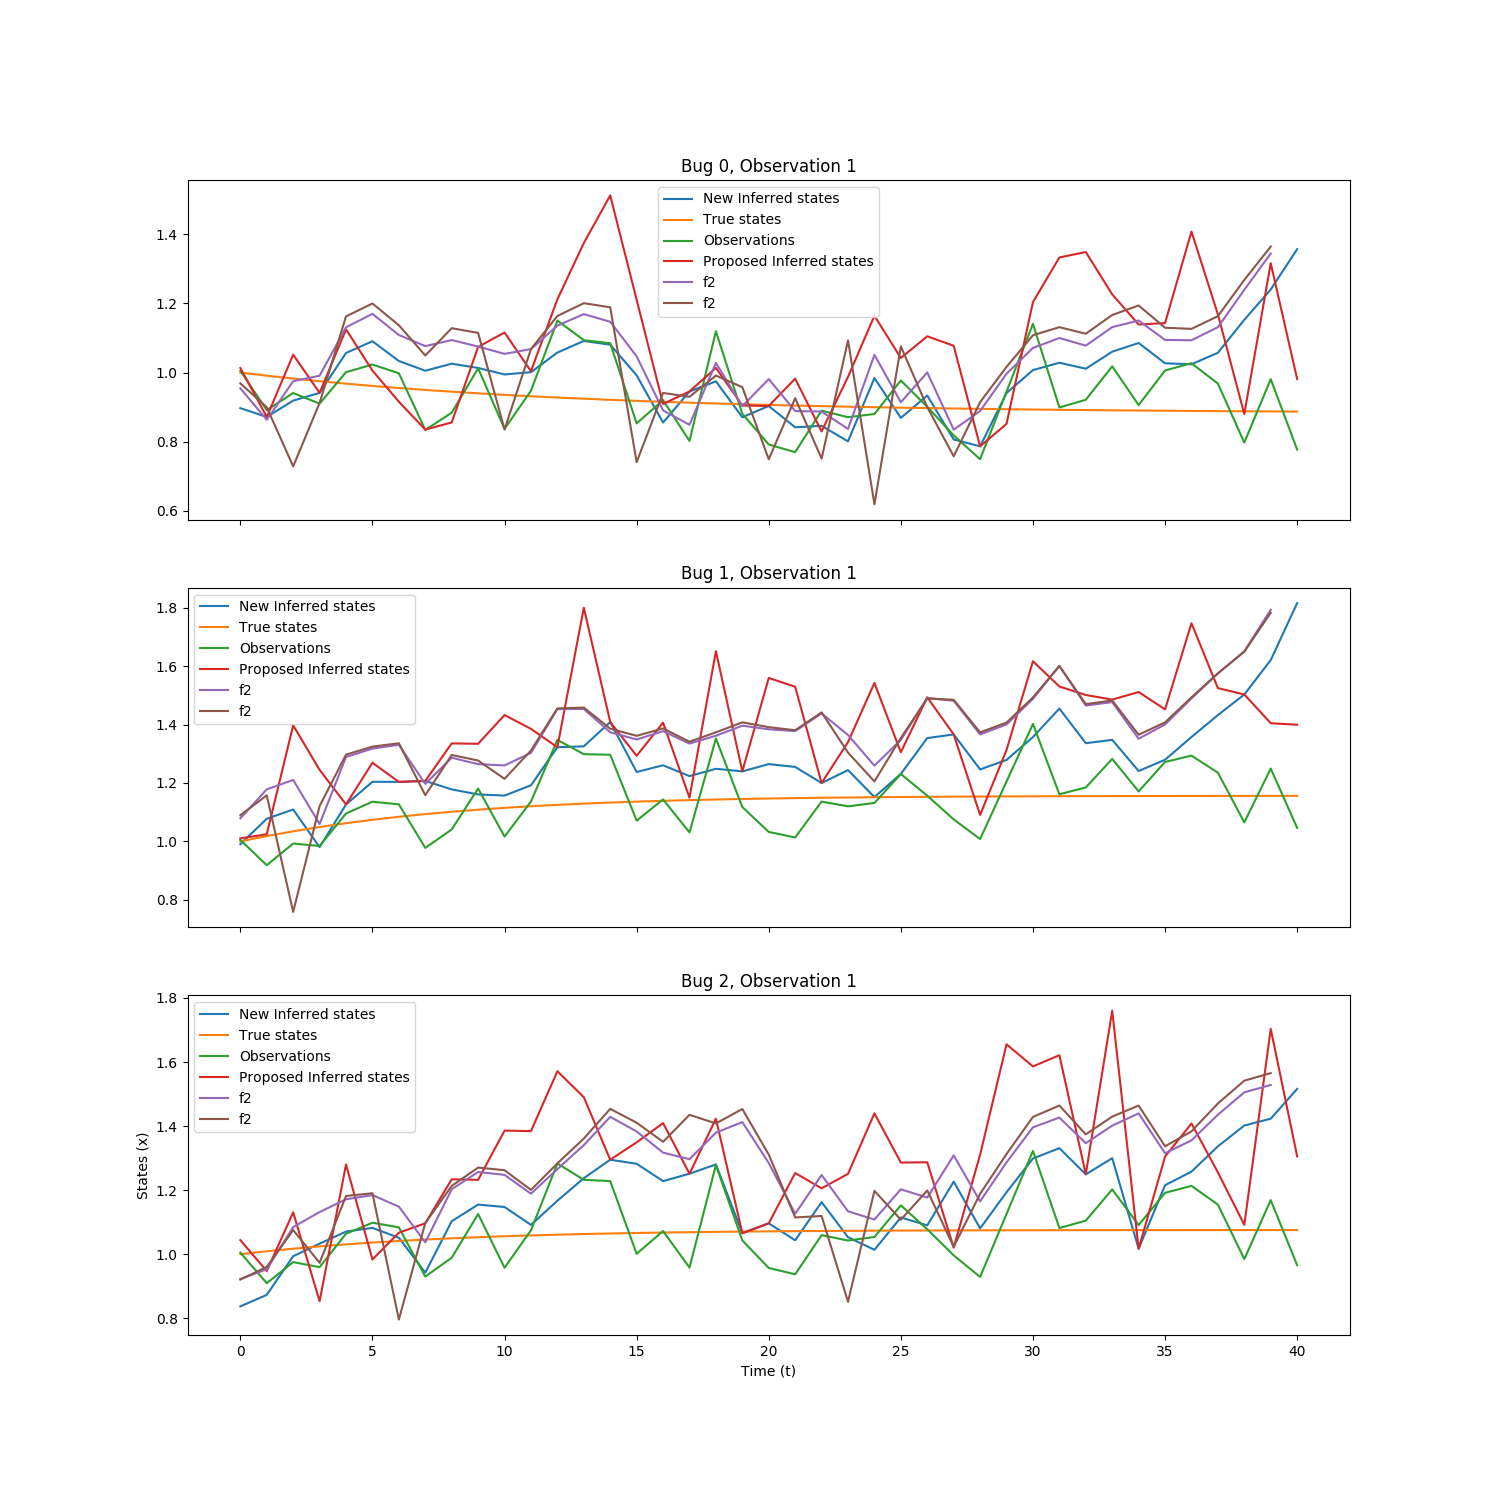 Bug 0, Observation 1
New Inferred states
True states
Observations
Proposed Inferred states
f2
f2
1.4
1.2
1.0
0.8
0.6
Bug 1, Observation 1
New Inferred states
True states
Observations
Proposed Inferred states
f2
f2
1.8
1.6
1.4
1.2
1.0
0.8
Bug 2, Observation 1
New Inferred states
True states
Observations
Proposed Inferred states
f2
f2
1.8
1.6
1.4
1.2
1.0
0.8
States (x)
0 5 10 15 20 25 30 35 40
Time (t)